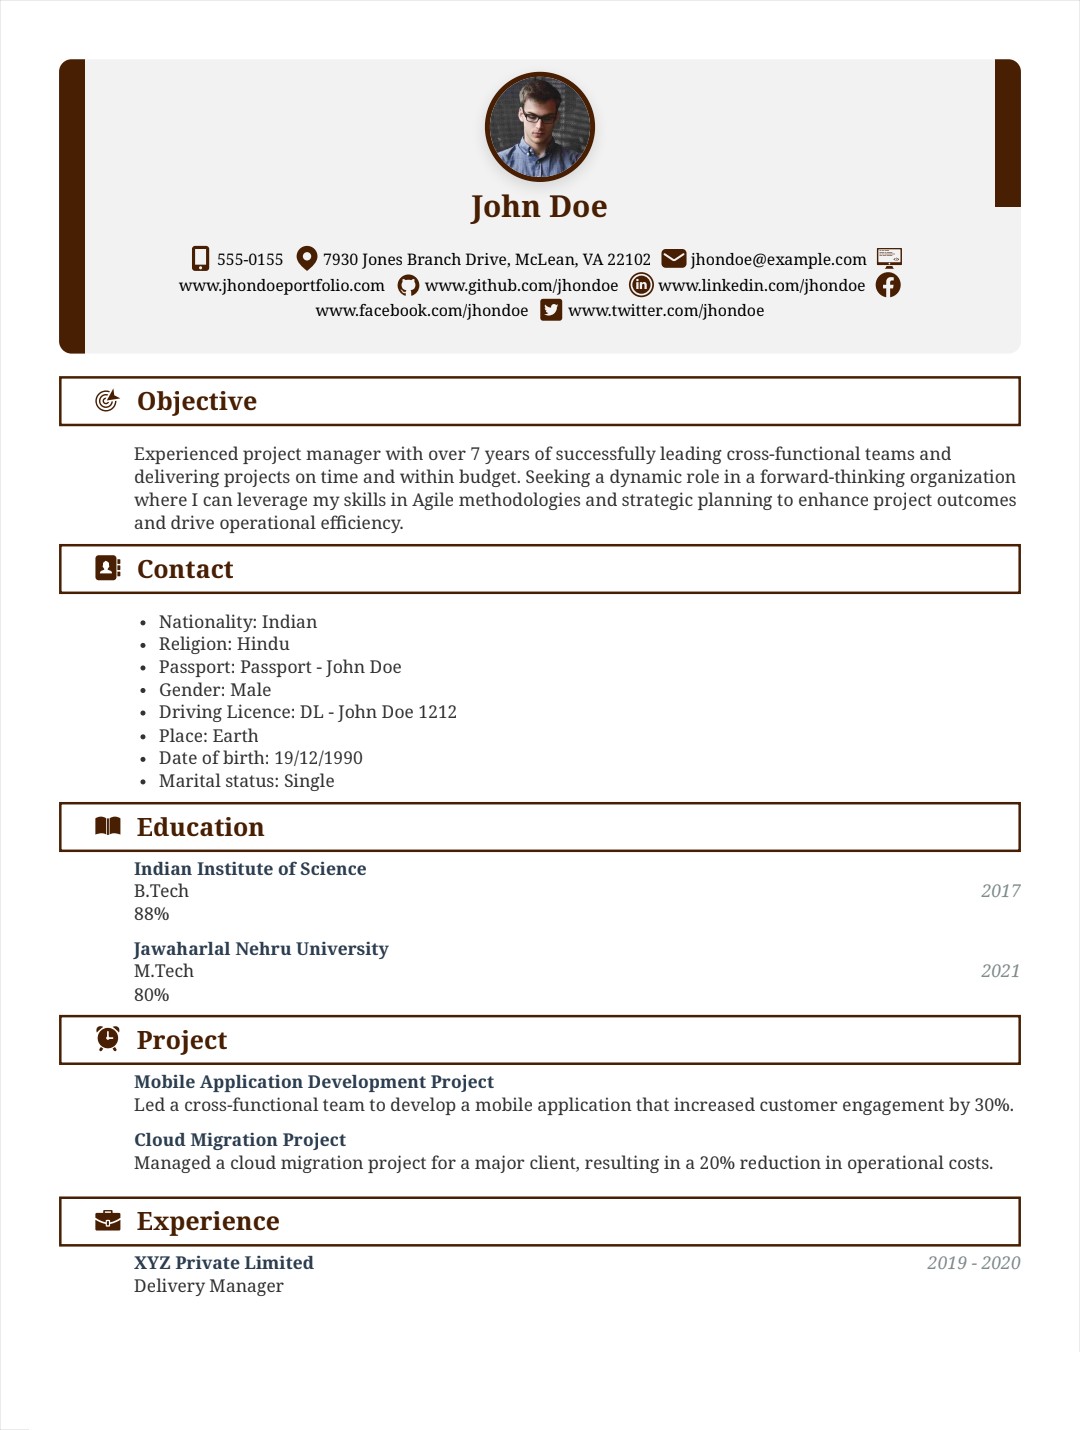 John Doe
555-0155 7930 Jones Branch Drive, McLean, VA 22102 jhondoe@example.com
www.jhondoeportfolio.com www.github.com/jhondoe www.linkedin.com/jhondoe
www.facebook.com/jhondoe www.twitter.com/jhondoe
Objective
Experienced project manager with over 7 years of successfully leading cross-functional teams and
delivering projects on time and within budget. Seeking a dynamic role in a forward-thinking organization
where I can leverage my skills in Agile methodologies and strategic planning to enhance project outcomes
and drive operational efficiency.
Contact
• Nationality: Indian
• Religion: Hindu
• Passport: Passport - John Doe
• Gender: Male
• Driving Licence: DL - John Doe 1212
• Place: Earth
• Date of birth: 19/12/1990
• Marital status: Single
Education
Indian Institute of Science
B.Tech 2017
88%
Jawaharlal Nehru University
M.Tech 2021
80%
Project
Mobile Application Development Project
Led a cross-functional team to develop a mobile application that increased customer engagement by 30%.
Cloud Migration Project
Managed a cloud migration project for a major client, resulting in a 20% reduction in operational costs.
Experience
XYZ Private Limited 2019 - 2020
Delivery Manager